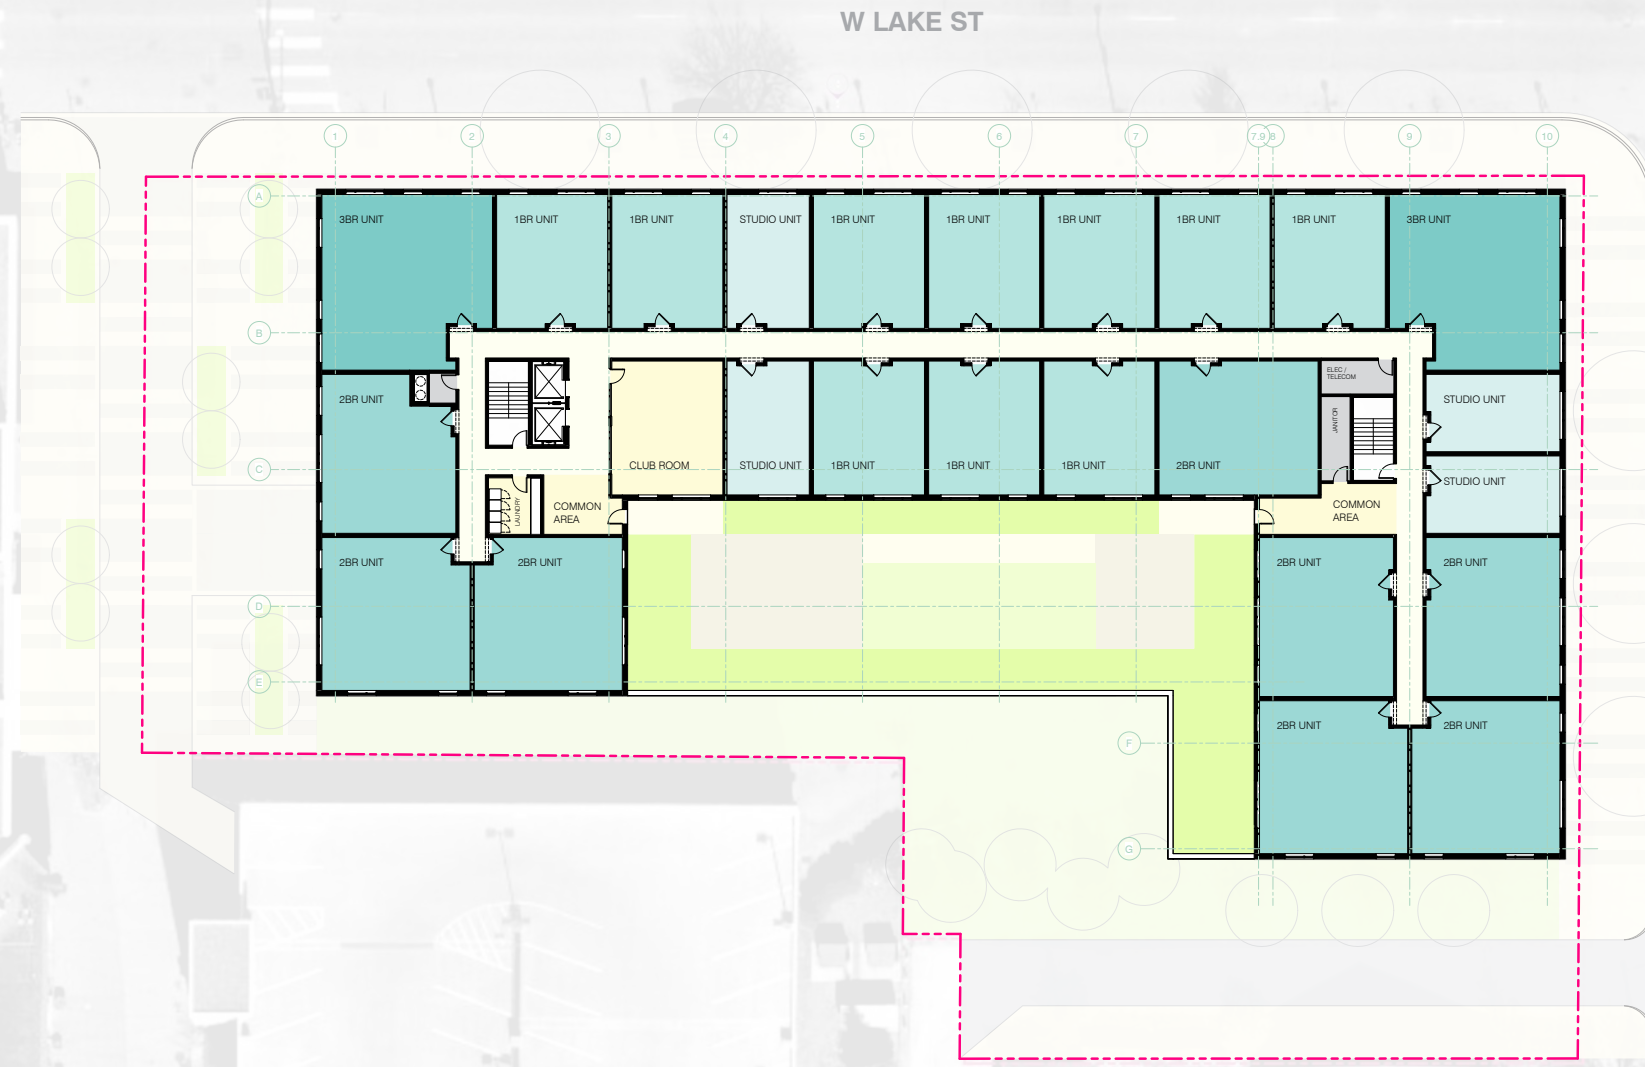 W LAKE ST
1 2 3 4 5 6 7 7.9 8 9 10
A
3BR UNIT 1BR UNIT 1BR UNIT STUDIO UNIT 1BR UNIT 1BR UNIT 1BR UNIT 1BR UNIT 1BR UNIT 3BR UNIT
B
ELEC /
TELECOM
2BR UNIT
STUDIO UNIT
JANITOR
CLUB ROOM STUDIO UNIT 1BR UNIT 1BR UNIT 1BR UNIT 2BR UNIT
C
STUDIO UNIT
LAUNDRY
COMMON
AREA
COMMON
AREA
2BR UNIT 2BR UNIT 2BR UNIT 2BR UNIT
D
E
2BR UNIT 2BR UNIT
F
G